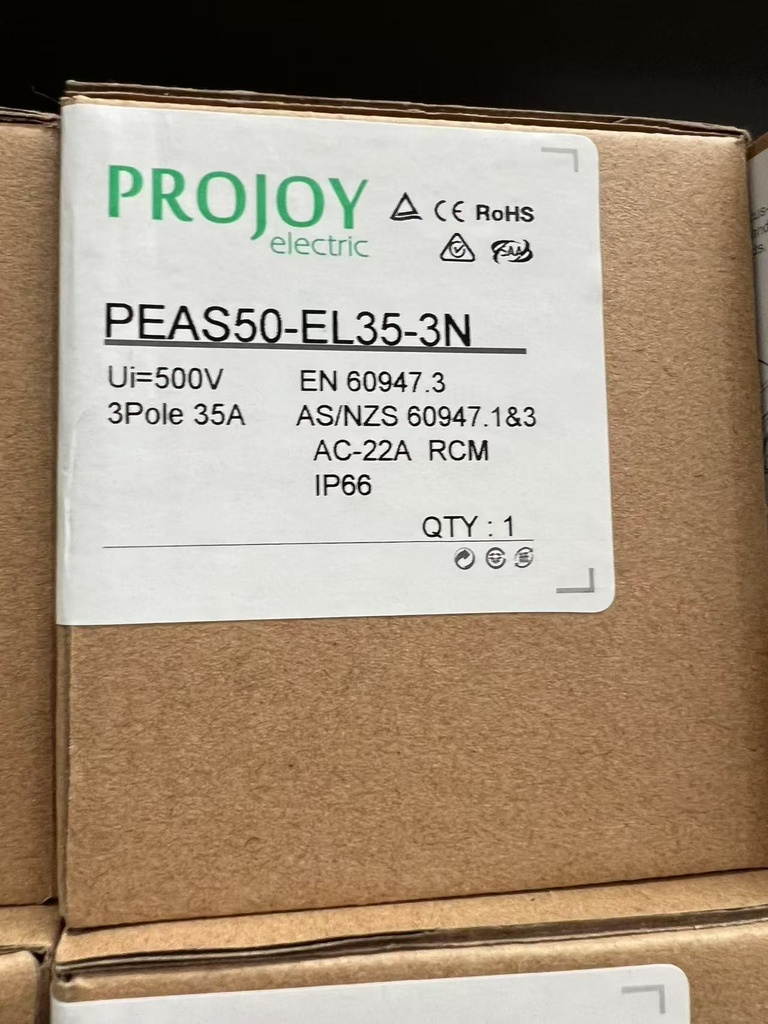 PROJOY
electric
CE RoHS
SAA
PEAS50-EL35-3N
Ui=500V EN 60947.3
3Pole 35A AS/NZS 60947.1&3
AC-22A RCM
IP66
QTY : 1